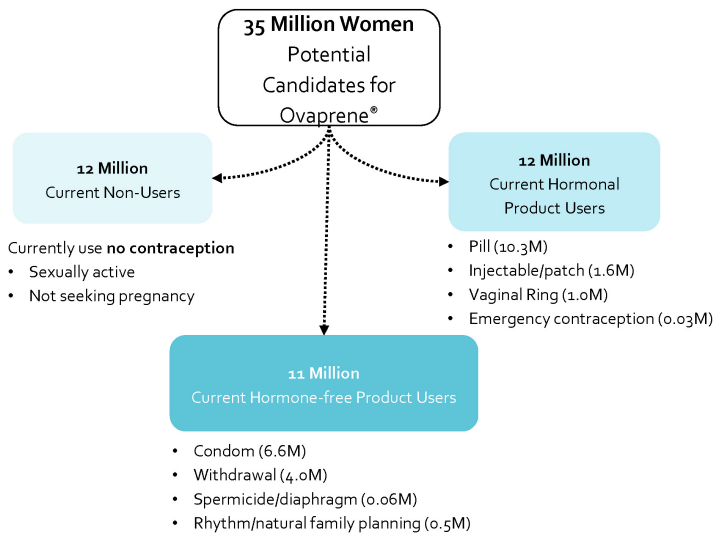 35 Million Women
Potential
Candidates for
Ovaprene®
12 Million
Current Non-Users
12 Million
Current Hormonal
Product Users
Currently use no contraception
• Sexually active
• Not seeking pregnancy
• Pill (10.3M)
• Injectable/patch (1.6M)
• Vaginal Ring (1.0M)
• Emergency contraception (0.03M)
11 Million
Current Hormone-free Product Users
• Condom (6.6M)
• Withdrawal (4.0M)
• Spermicide/diaphragm (0.06M)
• Rhythm/natural family planning (0.5M)